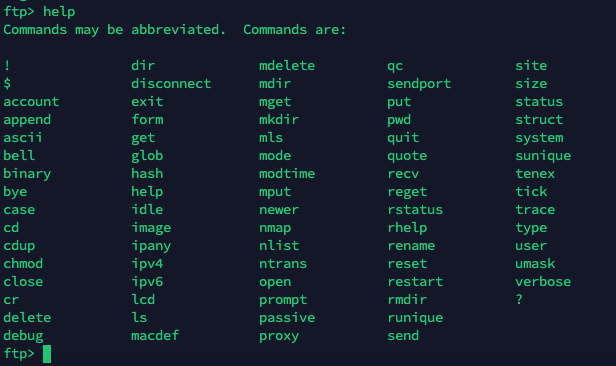 ftp> help
Commands may be abbreviated.  Commands are:

!               dir             mdelete         qc              site
$               disconnect      mdir            sendport        size
account         exit            mget            put             status
append          form            mkdir           pwd             struct
ascii           get             mls             quit            system
bell            glob            mode            quote           sunique
binary          hash            modtime         recv            tenex
bye             help            mput            reget           tick
case            idle            newer           rstatus         trace
cd              image           nmap            rhelp           type
cdup            ipany           nlist           rename          user
chmod           ipv4            ntrans          reset           umask
close           ipv6            open            restart         verbose
cr              lcd             prompt          rmdir           ?
delete          ls              passive         runique
debug           macdef          proxy           send
ftp>